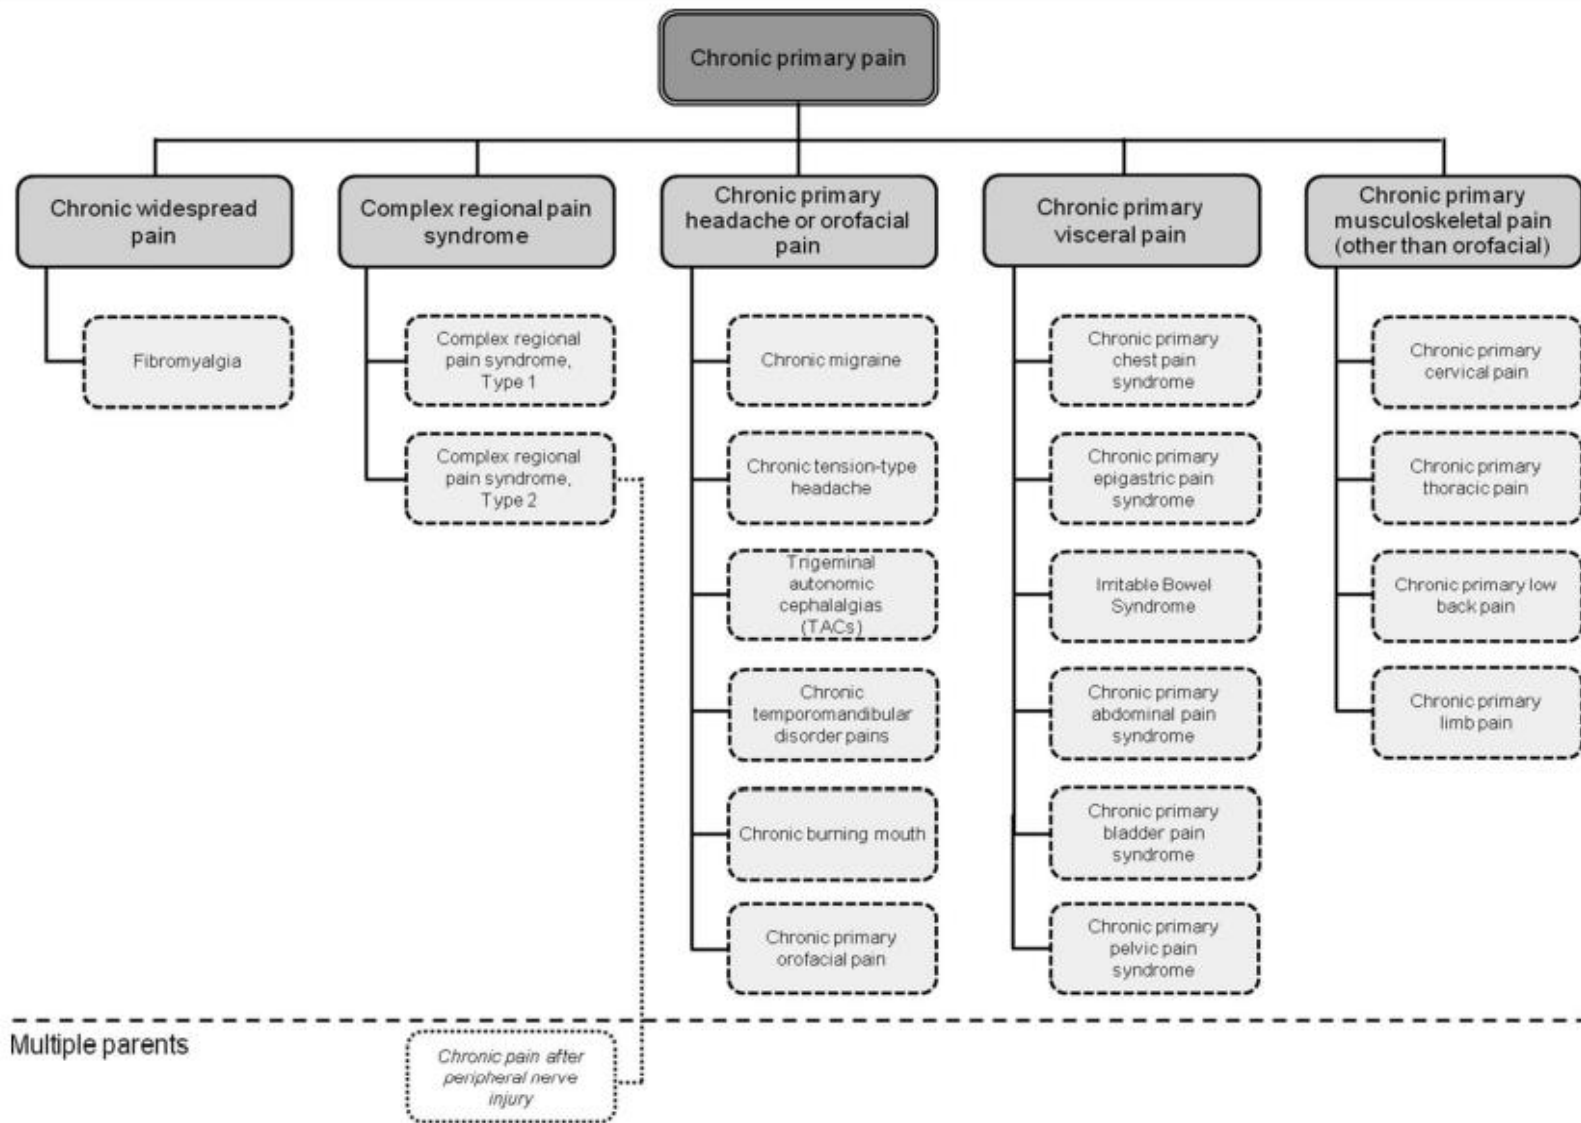 Chronic primary pain
Chronic widespread
pain
Complex regional pain
syndrome
Chronic primary
headache or orofacial
pain
Chronic primary
visceral pain
Chronic primary
musculoskeletal pain
(other than orofacial)
Fibromyalgia
Complex regional
pain syndrome,
Type 1
Complex regional
pain syndrome,
Type 2
Chronic migraine
Chronic tension-type
headache
Trigeminal
autonomic
cephalalgias
(TACs)
Chronic
temporomandibular
disorder pains
Chronic burning mouth
Chronic primary
orofacial pain
Chronic primary
chest pain
syndrome
Chronic primary
epigastric pain
syndrome
Irritable Bowel
Syndrome
Chronic primary
abdominal pain
syndrome
Chronic primary
bladder pain
syndrome
Chronic primary
pelvic pain
syndrome
Chronic primary
cervical pain
Chronic primary
thoracic pain
Chronic primary low
back pain
Chronic primary
limb pain
Multiple parents
Chronic pain after
peripheral nerve
injury